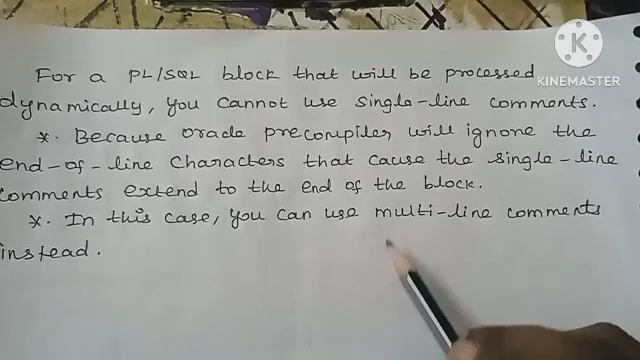 For a PL/SQL block that will be processed
dynamically, you cannot use single-line comments.
*. Because oracle precompiler will ignore the
end-of-line characters that cause the single-line
comments extend to the end of the block.
*. In this case, you can use multi-line comments
instead.
K
KINEMASTER